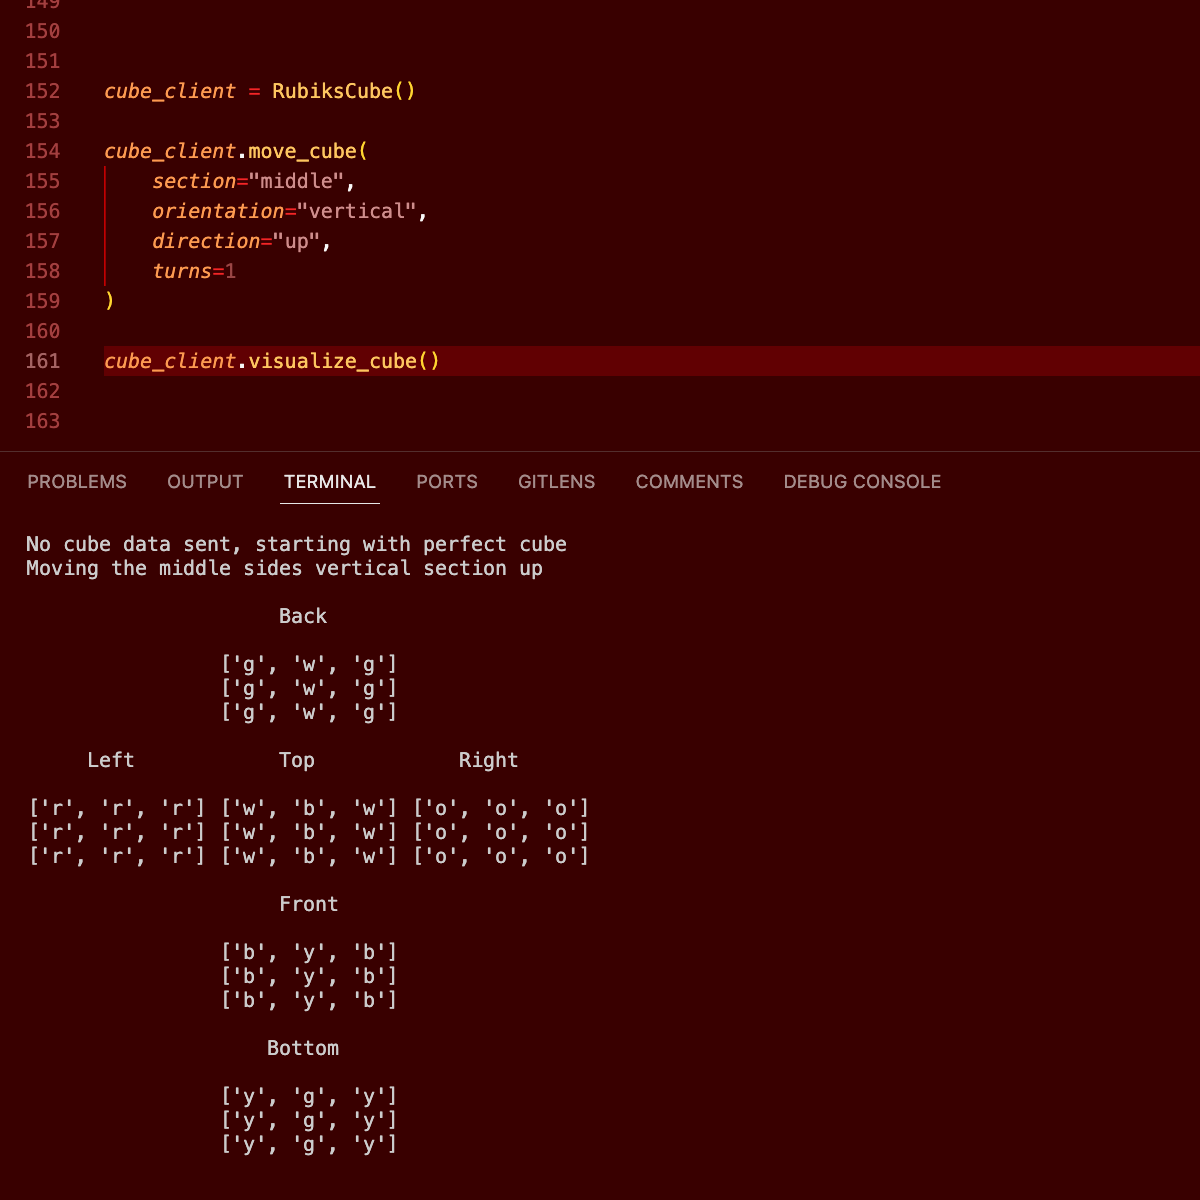 149
150
151
152 cube_client = RubiksCube()
153
154 cube_client.move_cube(
155 section="middle",
156 orientation="vertical",
157 direction="up",
158 turns=1
159 )
160
161 cube_client.visualize_cube()
162
163
PROBLEMS OUTPUT TERMINAL PORTS GITLENS COMMENTS DEBUG CONSOLE
No cube data sent, starting with perfect cube
Moving the middle sides vertical section up
Back
['g', 'w', 'g']
['g', 'w', 'g']
['g', 'w', 'g']
Left Top Right
['r', 'r', 'r'] ['w', 'b', 'w'] ['o', 'o', 'o']
['r', 'r', 'r'] ['w', 'b', 'w'] ['o', 'o', 'o']
['r', 'r', 'r'] ['w', 'b', 'w'] ['o', 'o', 'o']
Front
['b', 'y', 'b']
['b', 'y', 'b']
['b', 'y', 'b']
Bottom
['y', 'g', 'y']
['y', 'g', 'y']
['y', 'g', 'y']